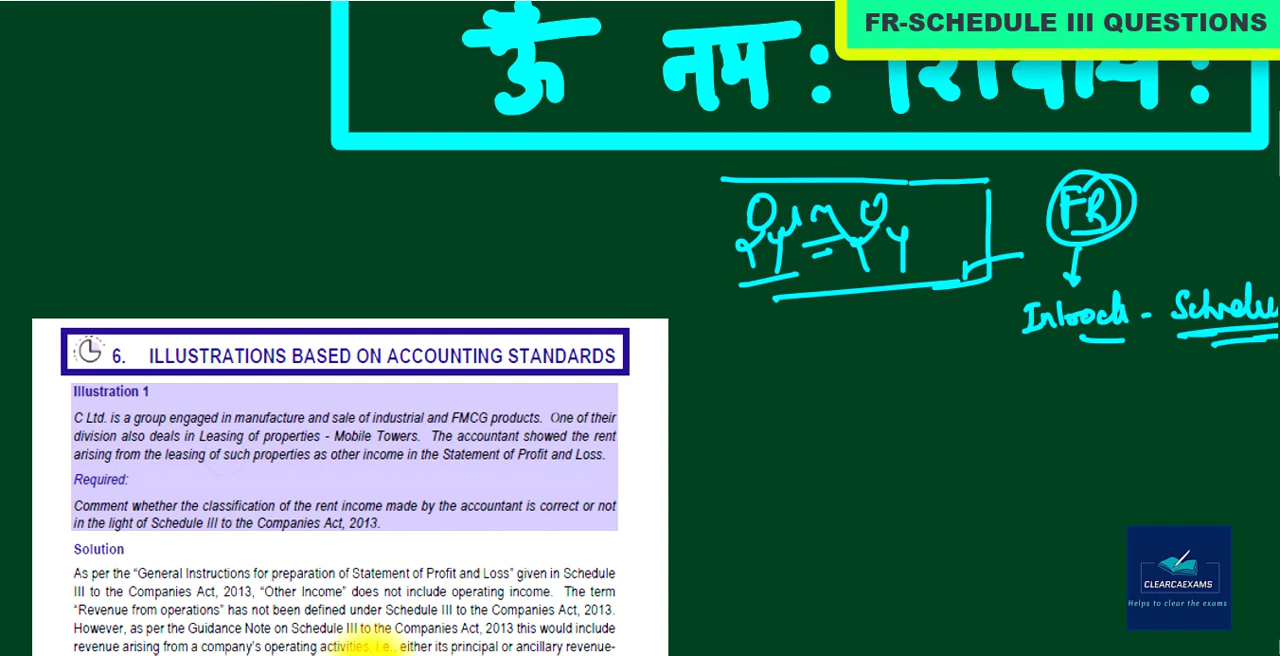 FR-SCHEDULE III QUESTIONS
ॐ नम: शिवाय:
FR
Inbook - Schedu
6. ILLUSTRATIONS BASED ON ACCOUNTING STANDARDS
Illustration 1
C Ltd. is a group engaged in manufacture and sale of industrial and FMCG products. One of their
division also deals in Leasing of properties - Mobile Towers. The accountant showed the rent
arising from the leasing of such properties as other income in the Statement of Profit and Loss.
Required:
Comment whether the classification of the rent income made by the accountant is correct or not
in the light of Schedule III to the Companies Act, 2013.
Solution
As per the “General Instructions for preparation of Statement of Profit and Loss” given in Schedule
III to the Companies Act, 2013, “Other Income” does not include operating income. The term
“Revenue from operations” has not been defined under Schedule III to the Companies Act, 2013.
However, as per the Guidance Note on Schedule III to the Companies Act, 2013 this would include
revenue arising from a company’s operating activities, i.e., either its principal or ancillary revenue-
CLEARCAEXAMS
Helps to clear the exams